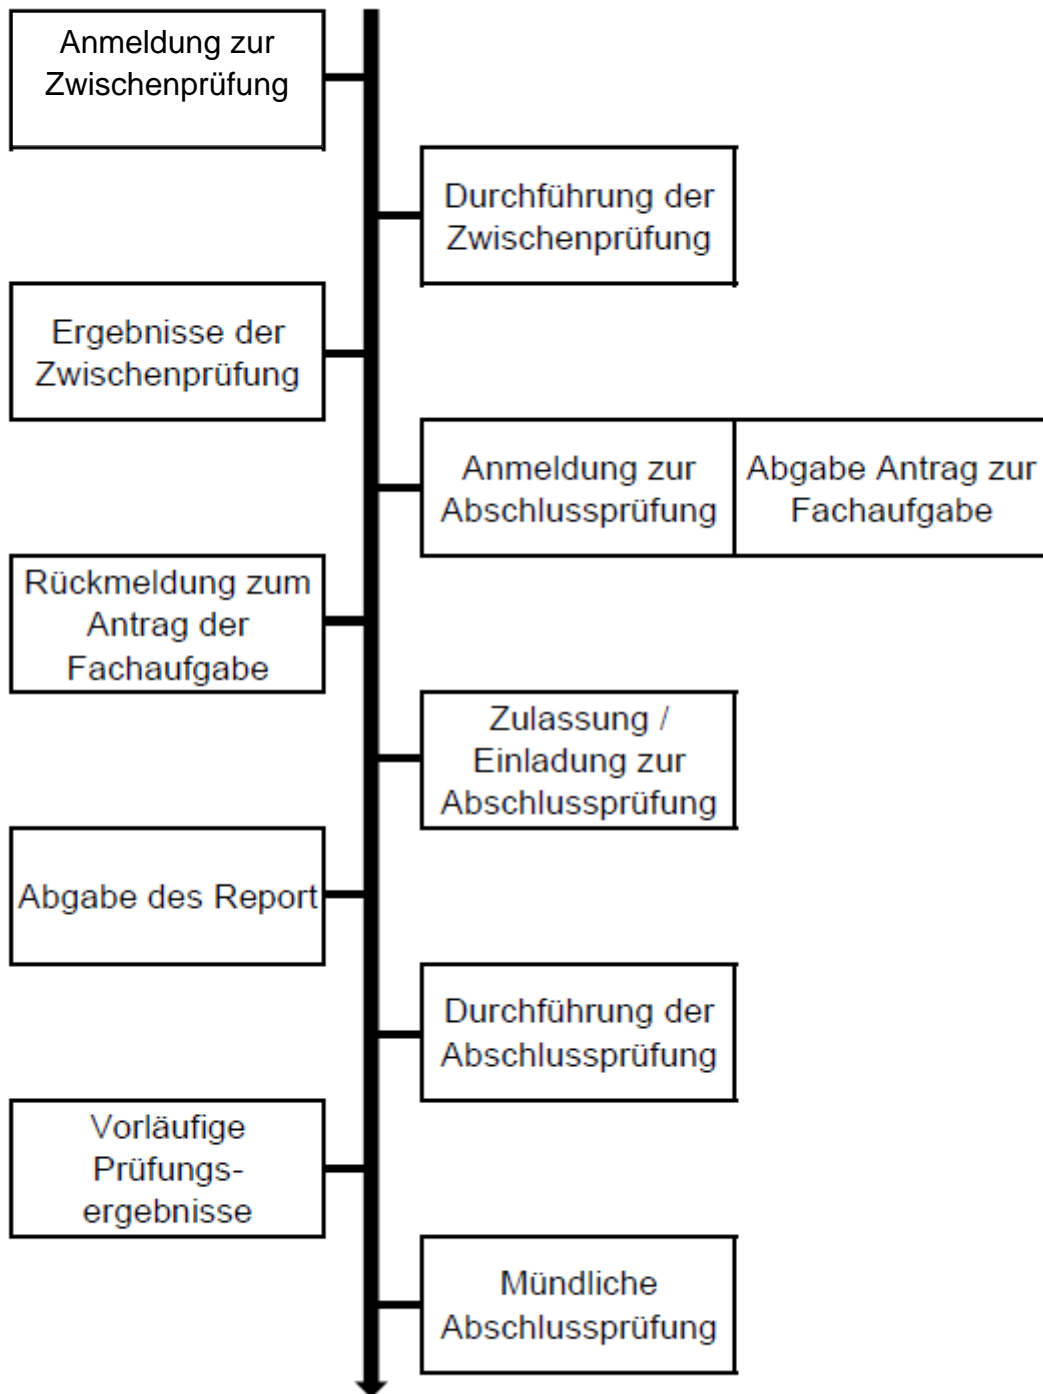 Anmeldung zur
Zwischenprüfung
Durchführung der
Zwischenprüfung
Ergebnisse der
Zwischenprüfung
Anmeldung zur
Abschlussprüfung
Abgabe Antrag zur
Fachaufgabe
Rückmeldung zum
Antrag der
Fachaufgabe
Zulassung /
Einladung zur
Abschlussprüfung
Abgabe des Report
Durchführung der
Abschlussprüfung
Vorläufige
Prüfungs-
ergebnisse
Mündliche
Abschlussprüfung